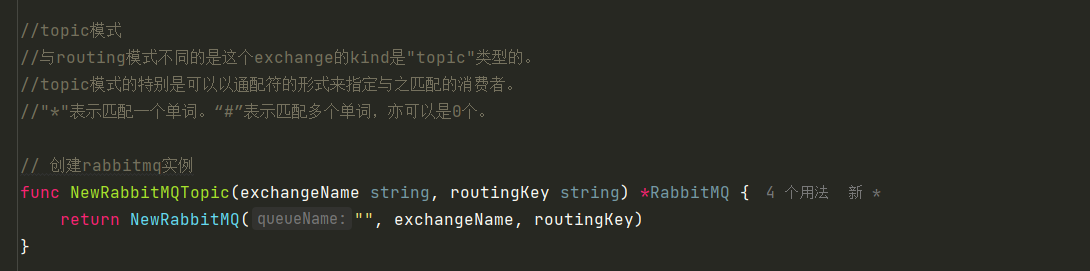 //topic模式
//与routing模式不同的是这个exchange的kind是"topic"类型的。
//topic模式的特别是可以以通配符的形式来指定与之匹配的消费者。
//"*"表示匹配一个单词。“#”表示匹配多个单词，亦可以是0个。
// 创建rabbitmq实例
func NewRabbitMQTopic(exchangeName string, routingKey string) *RabbitMQ { 4 个用法 新 *
return NewRabbitMQ( queueName: "", exchangeName, routingKey)
}